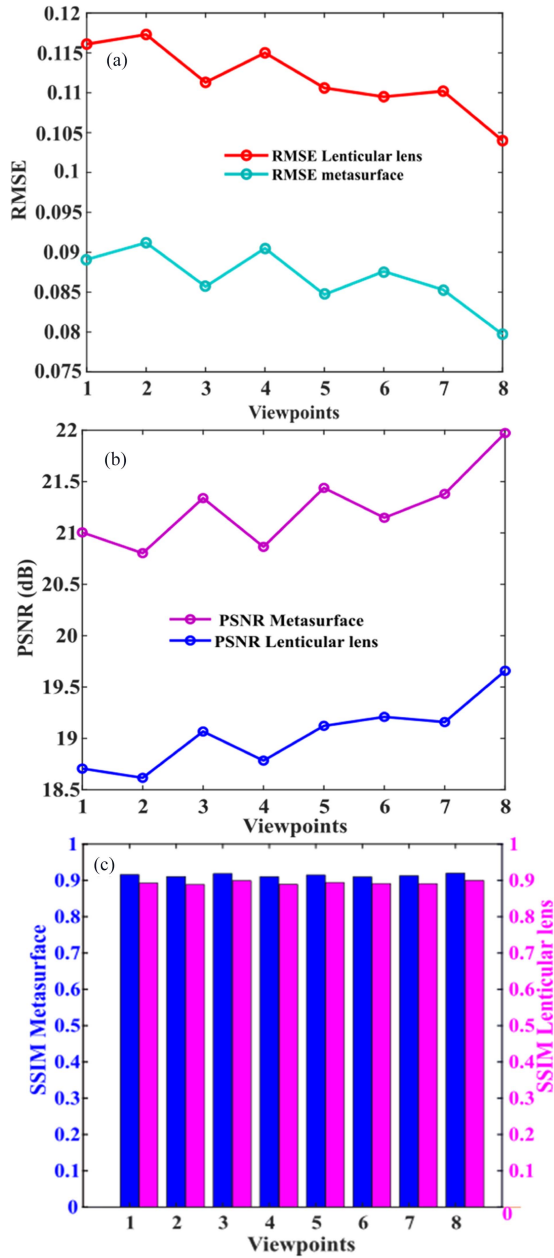 0.12
(a)
0.115
0.11
0.105
0.1
0.095
0.09
0.085
0.08
0.075
RMSE
RMSE Lenticular lens
RMSE metasurface
1 2 3 4 5 6 7 8
Viewpoints
22
(b)
21.5
21
20.5
20
19.5
19
18.5
PSNR (dB)
PSNR Metasurface
PSNR Lenticular lens
1 2 3 4 5 6 7 8
Viewpoints
(c)
1
0.9
0.8
0.7
0.6
0.5
0.4
0.3
0.2
0.1
0
SSIM Metasurface
1
0.9
0.8
0.7
0.6
0.5
0.4
0.3
0.2
0.1
0
SSIM Lenticular lens
1 2 3 4 5 6 7 8
Viewpoints